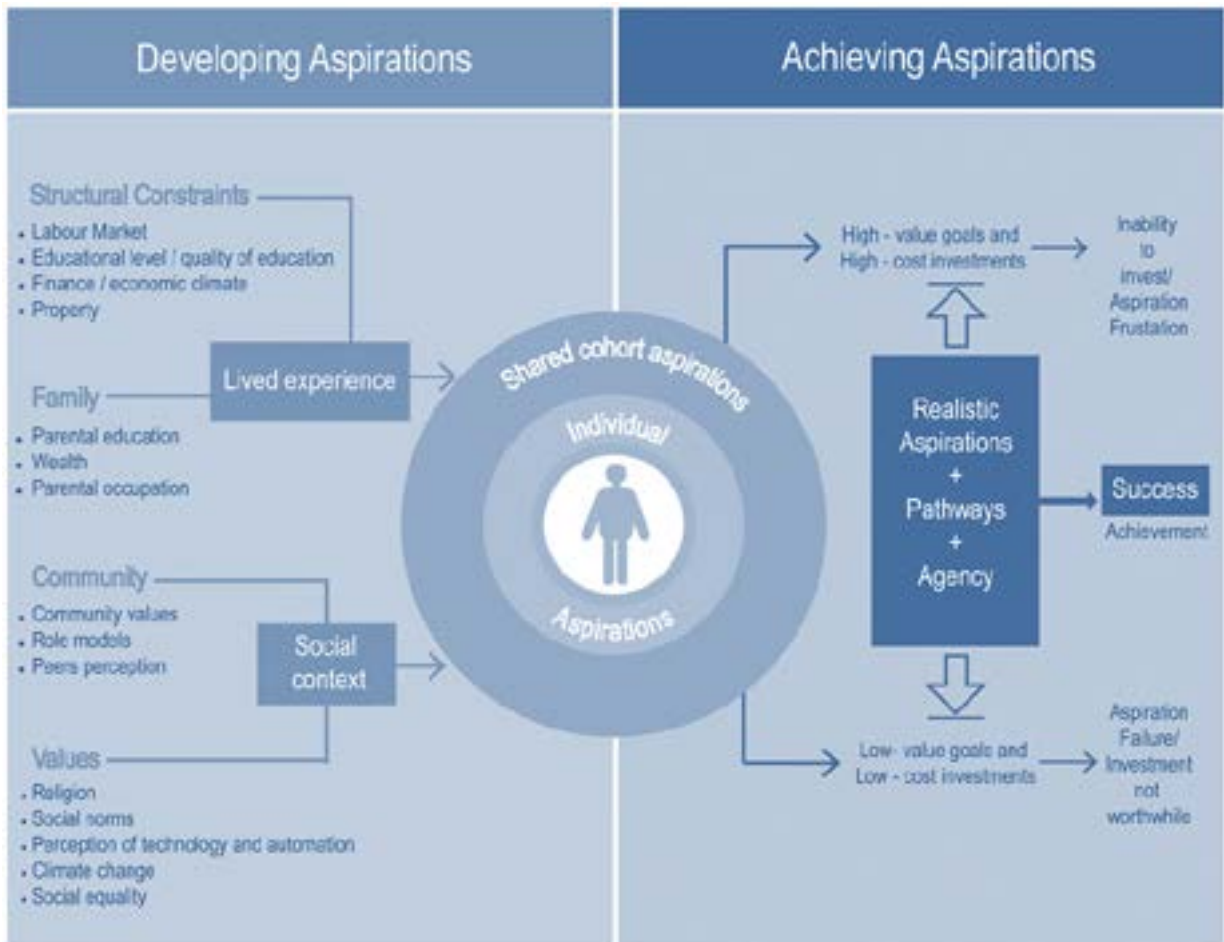 Developing Aspirations
Achieving Aspirations
Structural Constraints
• Labour Market
• Educational level / quality of education
• Finance / economic climate
• Property
Lived experience
Family
• Parental education
• Wealth
• Parental occupation
Community
• Community values
• Role models
• Peers perception
Social
context
Values
• Religion
• Social norms
• Perception of technology and automation
• Climate change
• Social equality
Shared cohort aspirations
Individual
Aspirations
High - value goals and
High - cost investments
Inability
to
invest/
Aspiration
Frustation
Realistic
Aspirations
+
Pathways
+
Agency
Success
Achievement
Low- value goals and
Low - cost investments
Aspiration
Failure/
Investment
not
worthwhile